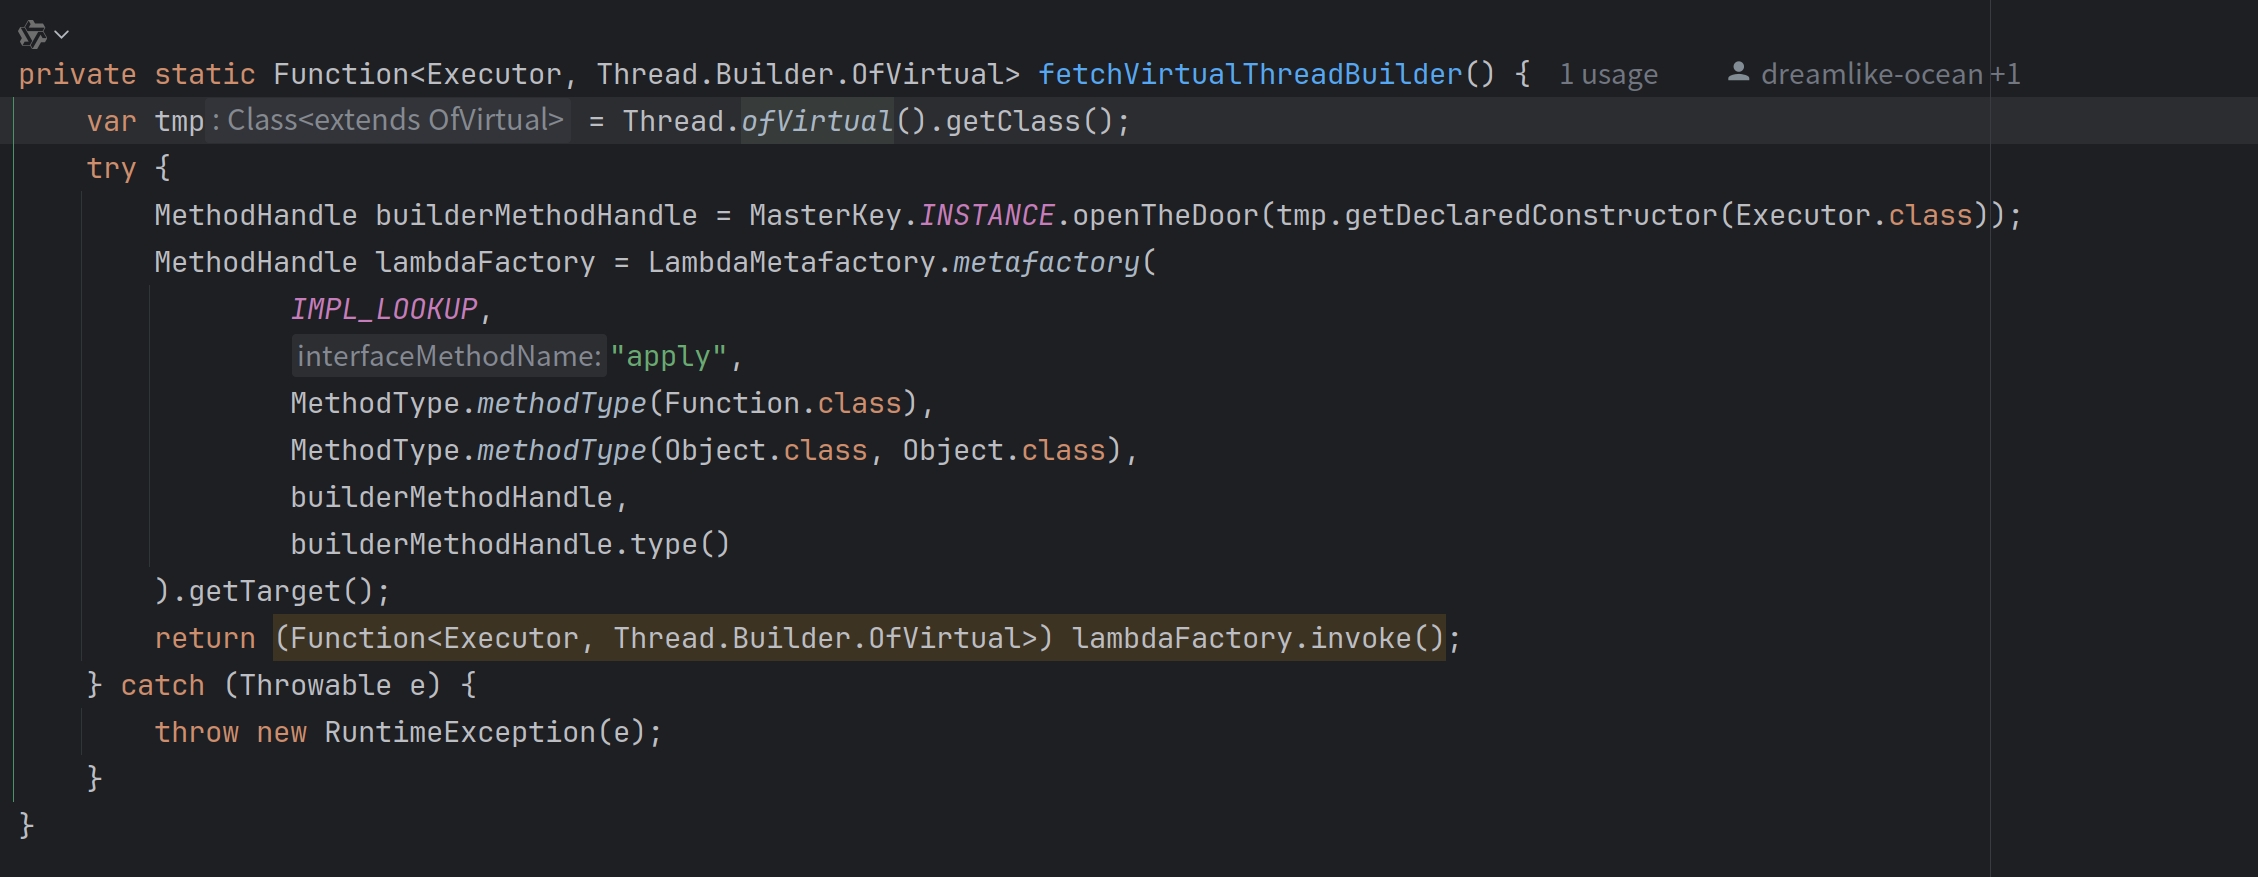 private static Function<Executor, Thread.Builder.OfVirtual> fetchVirtualThreadBuilder() { 1 usage dreamlike-ocean +1
var tmp : Class<extends OfVirtual> = Thread.ofVirtual().getClass();
try {
MethodHandle builderMethodHandle = MasterKey.INSTANCE.openTheDoor(tmp.getDeclaredConstructor(Executor.class));
MethodHandle lambdaFactory = LambdaMetafactory.metafactory(
IMPL_LOOKUP,
interfaceMethodName: "apply",
MethodType.methodType(Function.class),
MethodType.methodType(Object.class, Object.class),
builderMethodHandle,
builderMethodHandle.type()
).getTarget();
return (Function<Executor, Thread.Builder.OfVirtual>) lambdaFactory.invoke();
} catch (Throwable e) {
throw new RuntimeException(e);
}
}